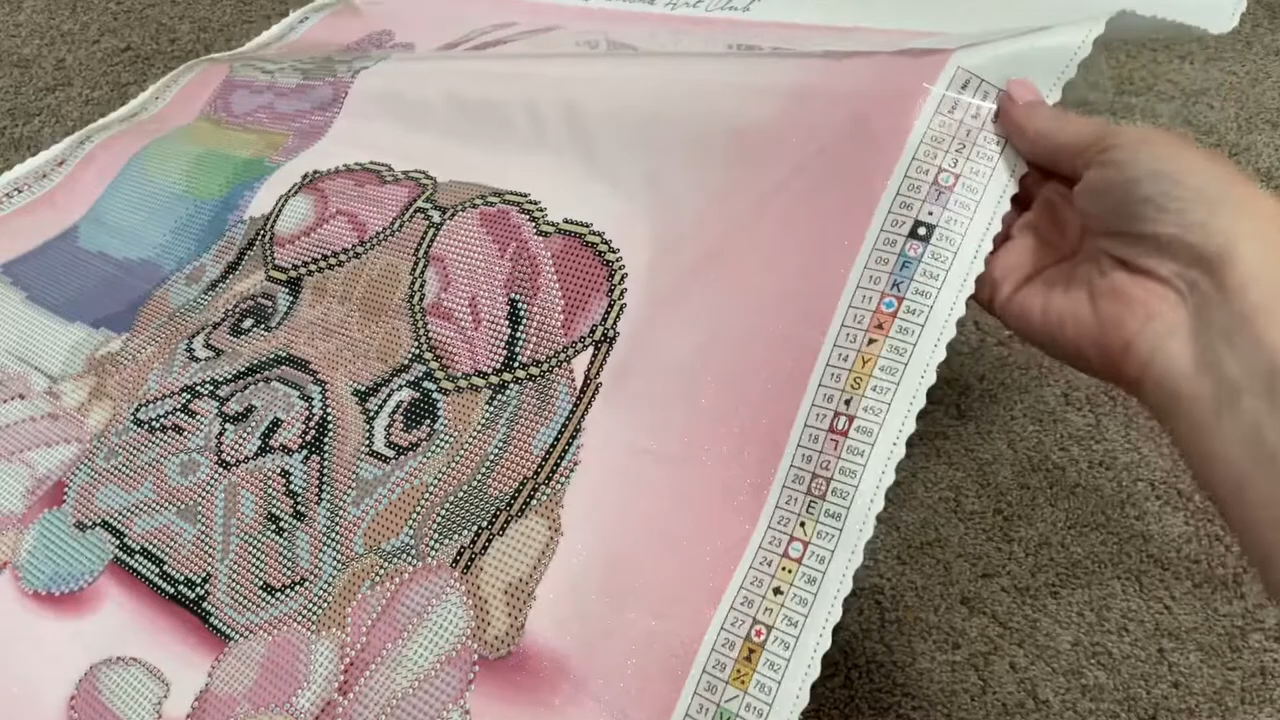 Art Club
No.
01 1 124
02 2 128
03 3 141
04 150
05 T 155
06 211
07 310
08 R 322
09 F 334
10 K 340
11 347
12 351
13 352
14 Y 402
15 S 437
16 452
17 U 498
18 604
19 a 605
20 632
21 E 648
22 677
23 718
24 738
25 739
26 n 754
27 779
28 782
29 783
30 819
31